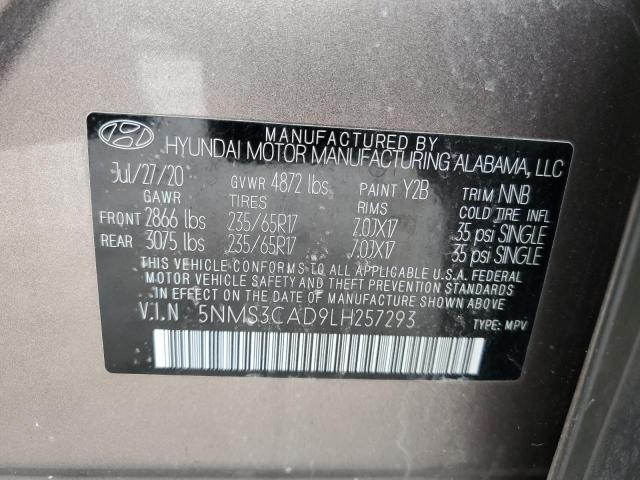 MANUFACTURED BY
HYUNDAI MOTOR MANUFACTURING ALABAMA, LLC
Jul/27/20 GVWR 4872 lbs PAINT Y2B TRIM NNB
GAWR TIRES RIMS COLD TIRE INFL
FRONT 2866 lbs 235/65R17 7.0JX17 35 psi SINGLE
REAR 3075 lbs 235/65R17 7.0JX17 35 psi SINGLE
THIS VEHICLE CONFORMS TO ALL APPLICABLE U.S.A. FEDERAL
MOTOR VEHICLE SAFETY AND THEFT PREVENTION STANDARDS
IN EFFECT ON THE DATE OF MANUFACTURE SHOWN ABOVE
V.I.N 5NMS3CAD9LH257293 TYPE: MPV